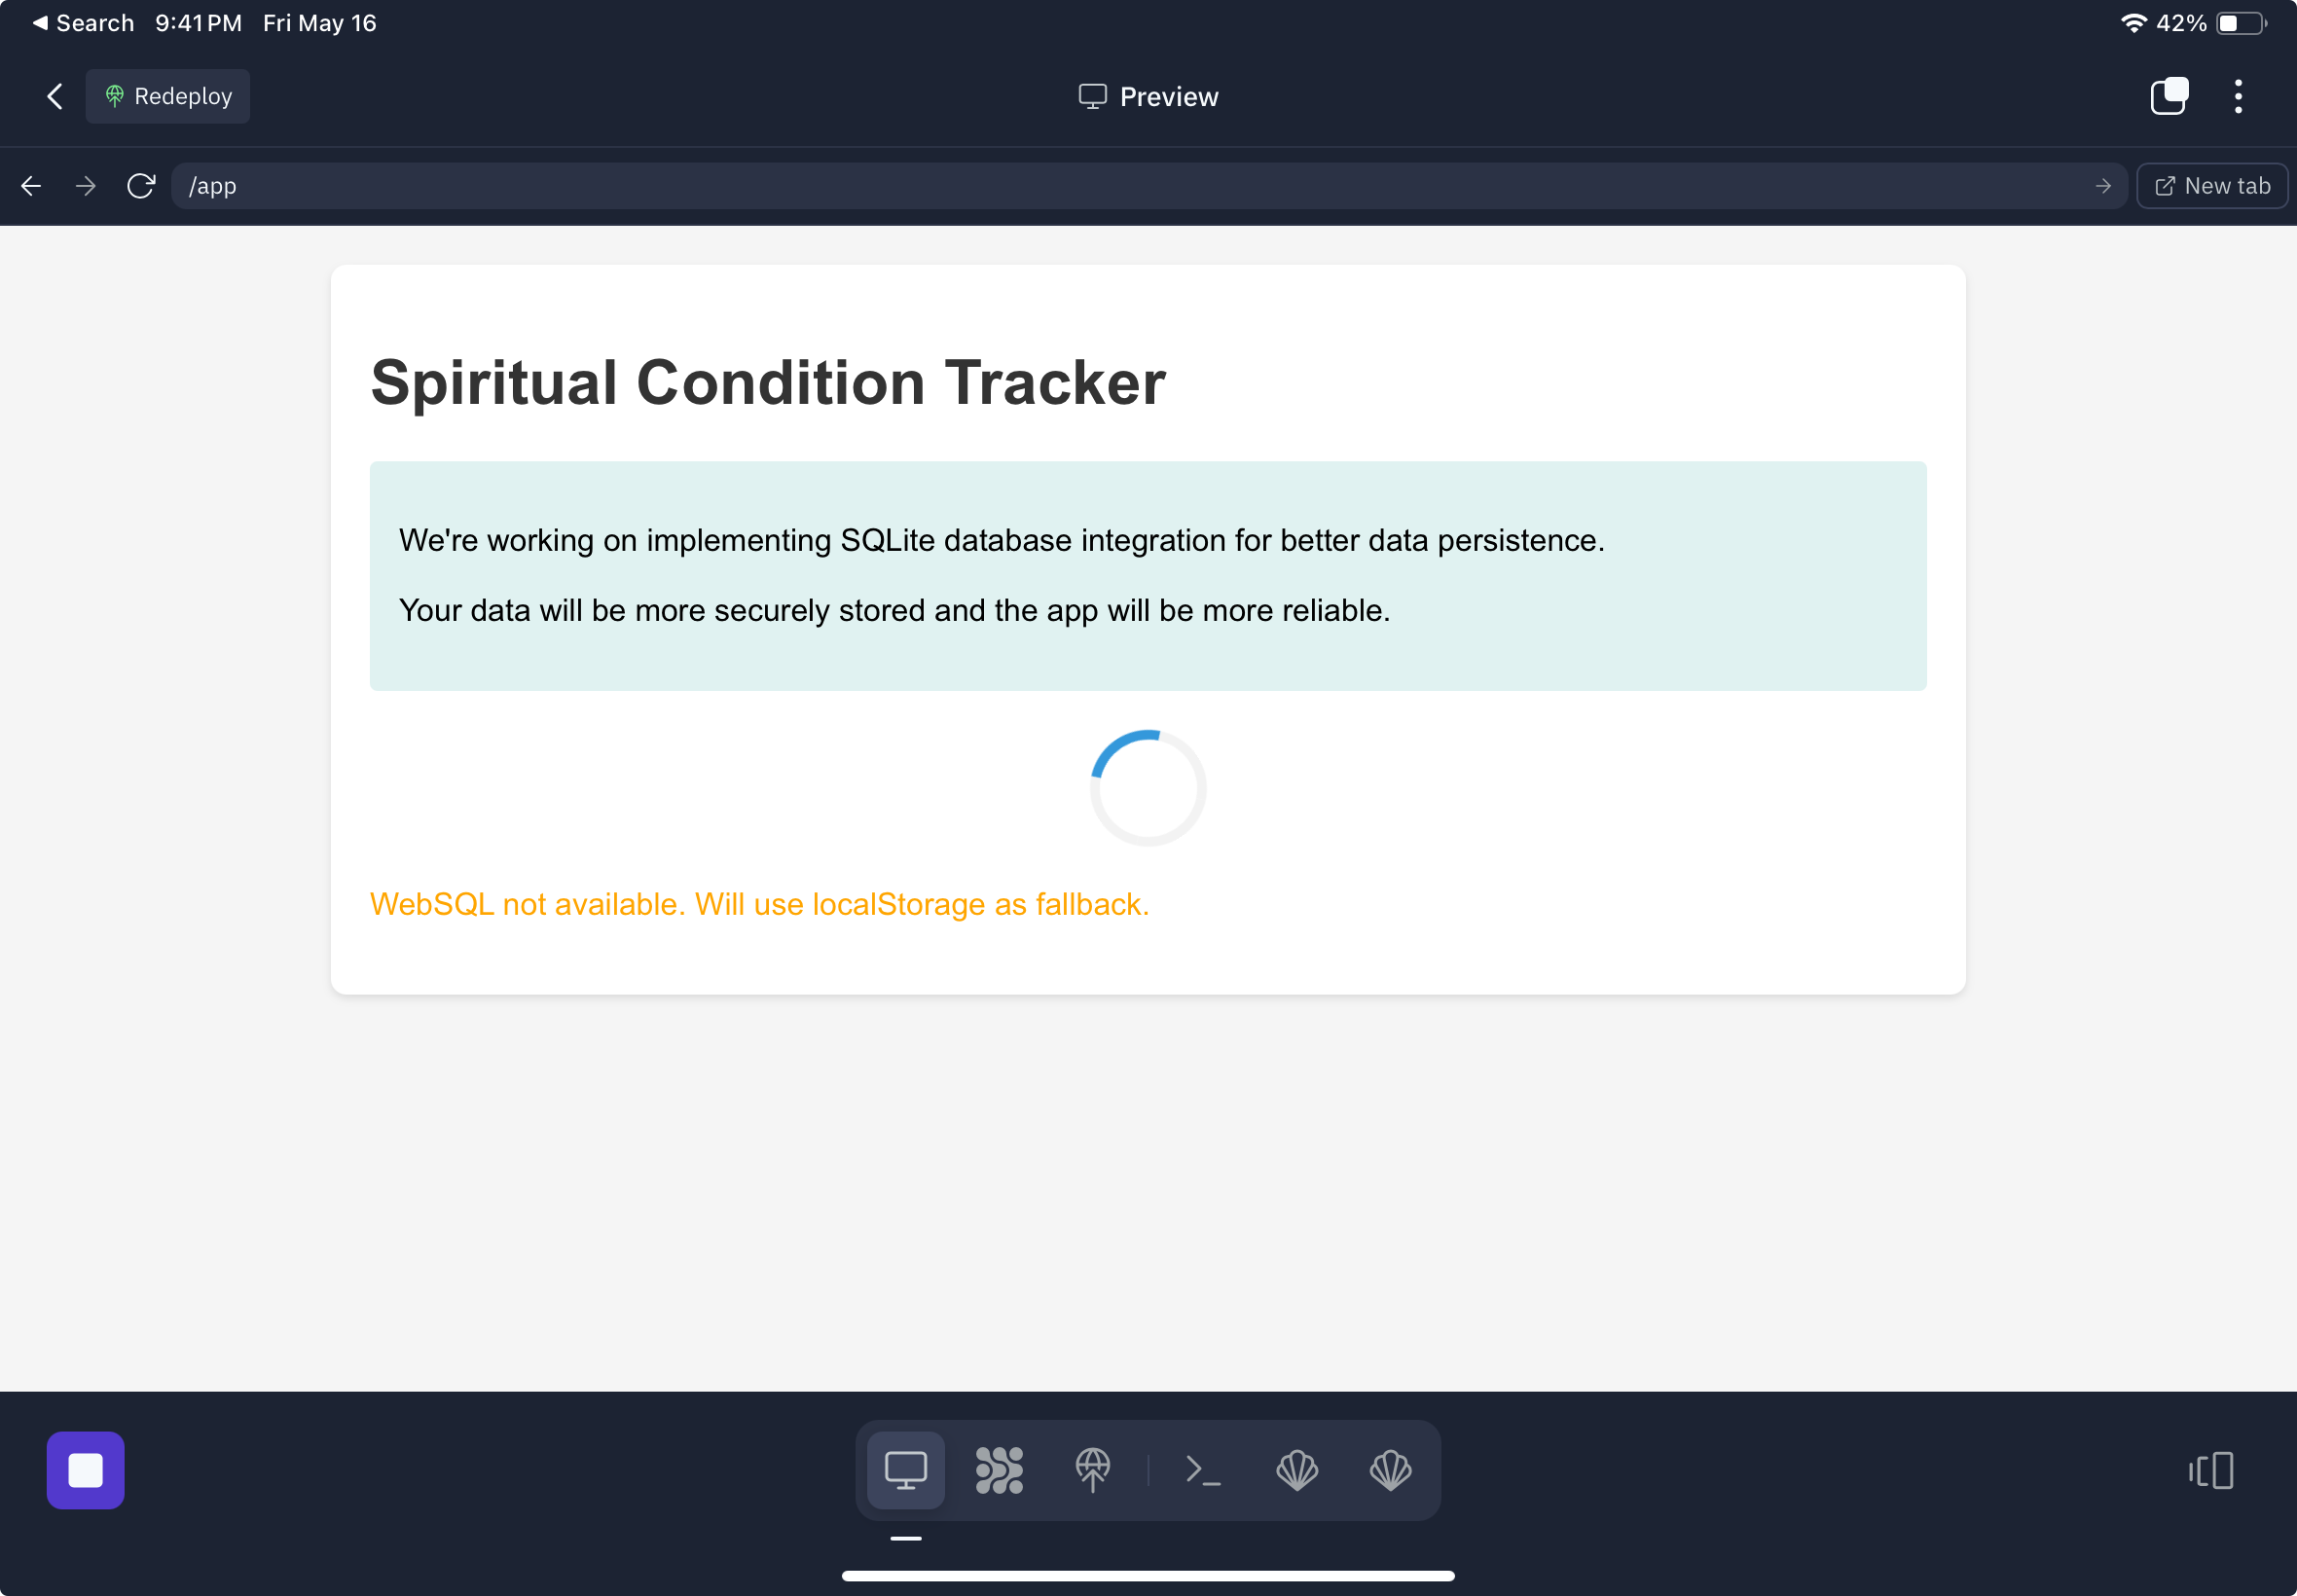 Search 9:41 PM Fri May 16 42%
Redeploy Preview
/app New tab
Spiritual Condition Tracker
We're working on implementing SQLite database integration for better data persistence.
Your data will be more securely stored and the app will be more reliable.
WebSQL not available. Will use localStorage as fallback.